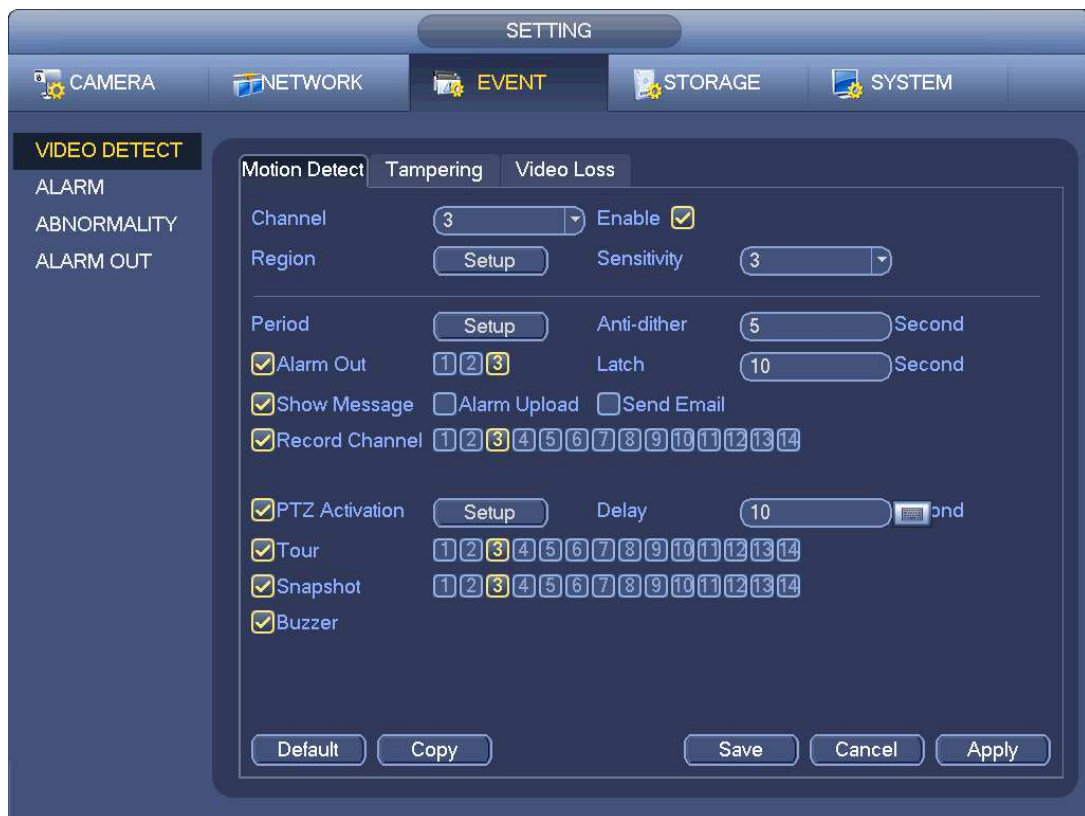 SETTING
CAMERA NETWORK EVENT STORAGE SYSTEM
VIDEO DETECT
ALARM
ABNORMALITY
ALARM OUT
Motion Detect Tampering Video Loss
Channel 3 Enable
Region Setup Sensitivity 3
Period Setup Anti-dither 5 Second
Alarm Out 1 2 3 Latch 10 Second
Show Message Alarm Upload Send Email
Record Channel 1 2 3 4 5 6 7 8 9 10 11 12 13 14
PTZ Activation Setup Delay 10 ond
Tour 1 2 3 4 5 6 7 8 9 10 11 12 13 14
Snapshot 1 2 3 4 5 6 7 8 9 10 11 12 13 14
Buzzer
Default Copy Save Cancel Apply